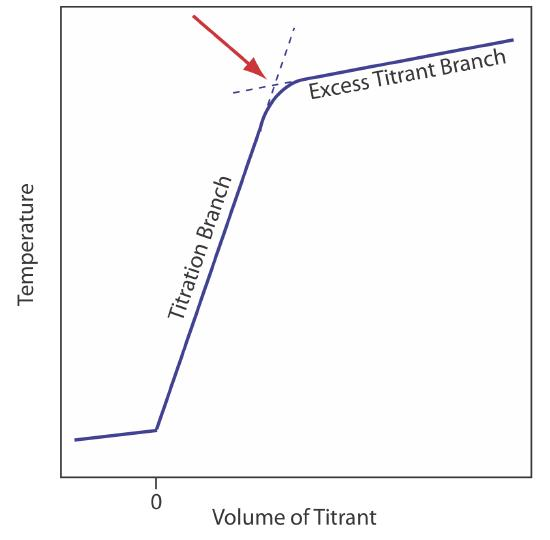 Temperature
Titration Branch
Excess Titrant Branch
0
Volume of Titrant